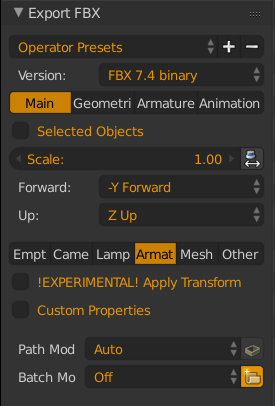 Export FBX
Operator Presets
Version: FBX 7.4 binary
Main Geometri Armature Animation
Selected Objects
Scale: 1.00
Forward: -Y Forward
Up: Z Up
Empt Came Lamp Armat Mesh Other
!EXPERIMENTAL! Apply Transform
Custom Properties
Path Mod Auto
Batch Mo Off